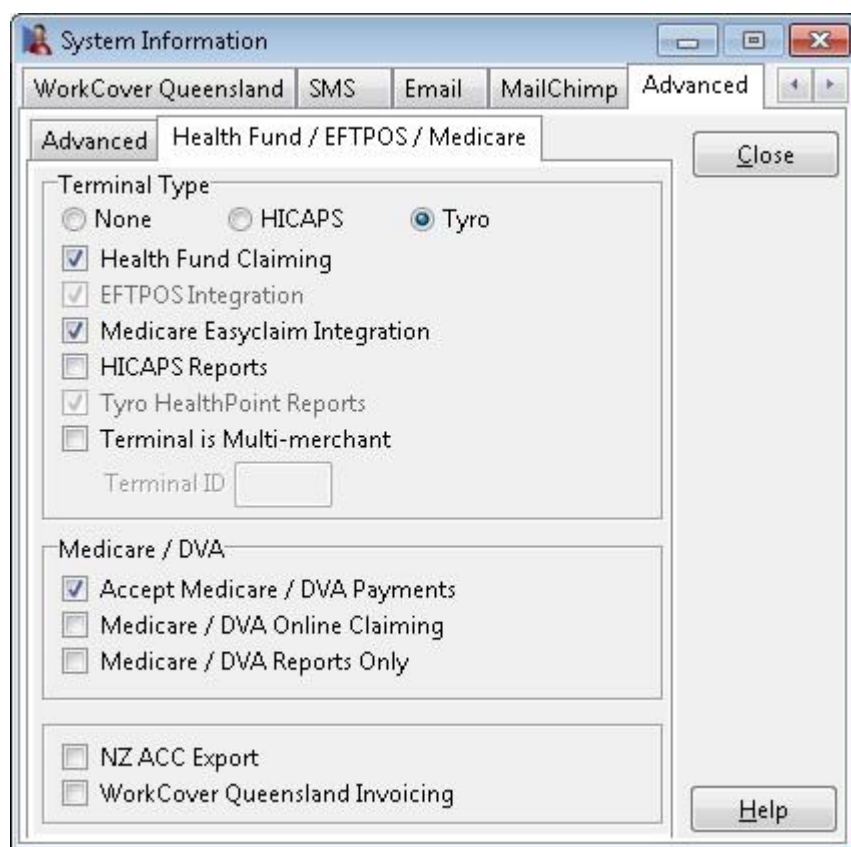 System Information
WorkCover Queensland SMS Email MailChimp Advanced
Advanced Health Fund / EFTPOS / Medicare
Close
Terminal Type
None HICAPS Tyro
Health Fund Claiming
EFTPOS Integration
Medicare Easyclaim Integration
HICAPS Reports
Tyro HealthPoint Reports
Terminal is Multi-merchant
Terminal ID
Medicare / DVA
Accept Medicare / DVA Payments
Medicare / DVA Online Claiming
Medicare / DVA Reports Only
NZ ACC Export
WorkCover Queensland Invoicing
Help